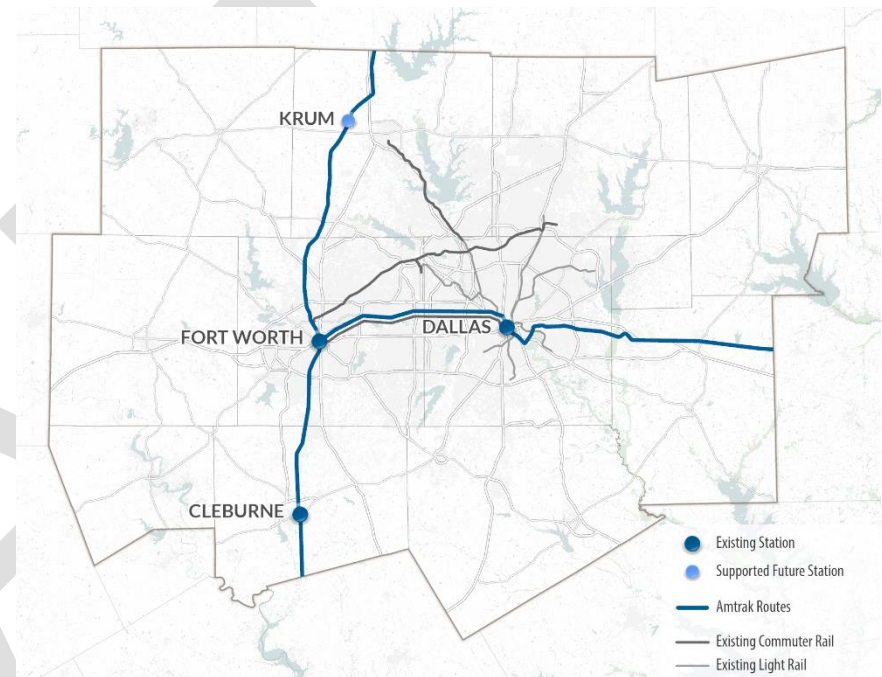 KRUM
FORT WORTH
DALLAS
CLEBURNE
Existing Station
Supported Future Station
Amtrak Routes
Existing Commuter Rail
Existing Light Rail